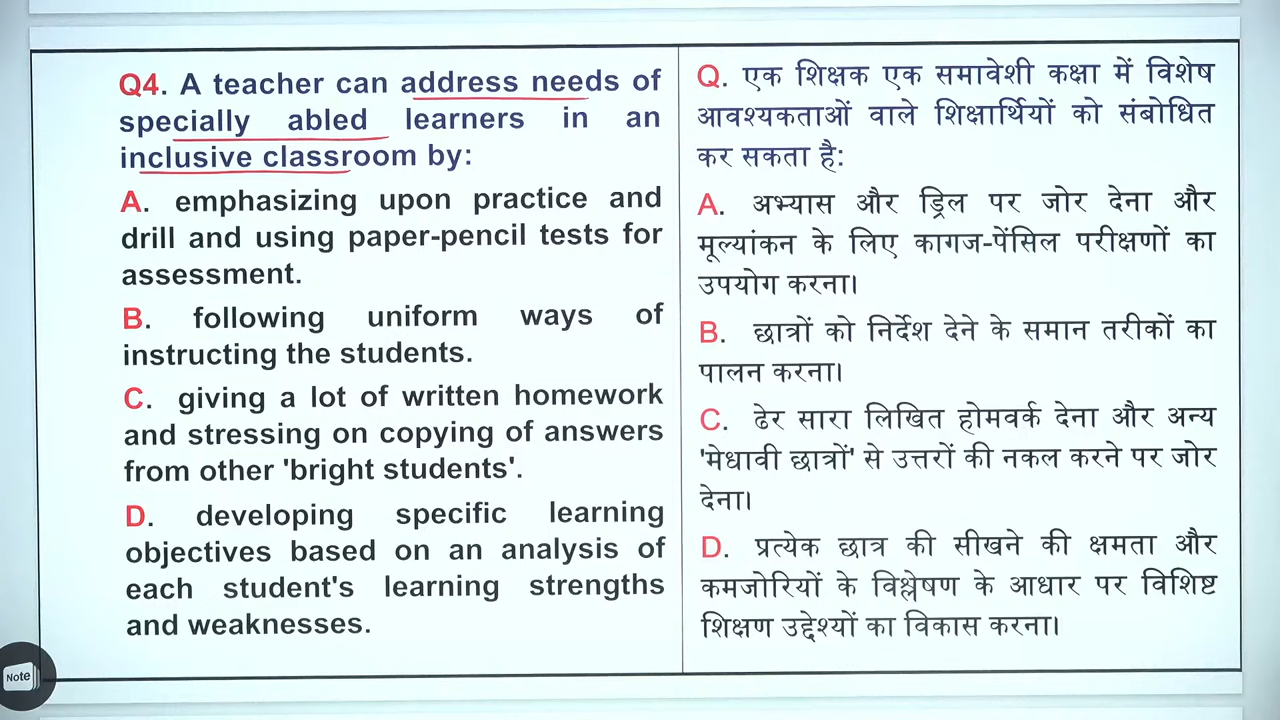 Q4. A teacher can address needs of
specially abled learners in an
inclusive classroom by:
A. emphasizing upon practice and
drill and using paper-pencil tests for
assessment.
B. following uniform ways of
instructing the students.
C. giving a lot of written homework
and stressing on copying of answers
from other 'bright students'.
D. developing specific learning
objectives based on an analysis of
each student's learning strengths
and weaknesses.
Q. एक शिक्षक एक समावेशी कक्षा में विशेष
आवश्यकताओं वाले शिक्षार्थियों को संबोधित
कर सकता है:
A. अभ्यास और ड्रिल पर जोर देना और
मूल्यांकन के लिए कागज-पेंसिल परीक्षणों का
उपयोग करना।
B. छात्रों को निर्देश देने के समान तरीकों का
पालन करना।
C. ढेर सारा लिखित होमवर्क देना और अन्य
'मेधावी छात्रों' से उत्तरों की नकल करने पर जोर
देना।
D. प्रत्येक छात्र की सीखने की क्षमता और
कमजोरियों के विश्लेषण के आधार पर विशिष्ट
शिक्षण उद्देश्यों का विकास करना।
Note